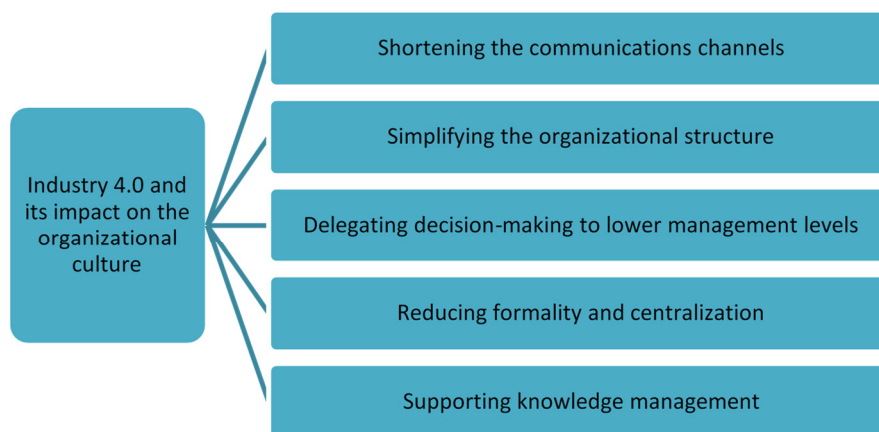 Industry 4.0 and
its impact on the
organizational
culture
Shortening the communications channels
Simplifying the organizational structure
Delegating decision-making to lower management levels
Reducing formality and centralization
Supporting knowledge management